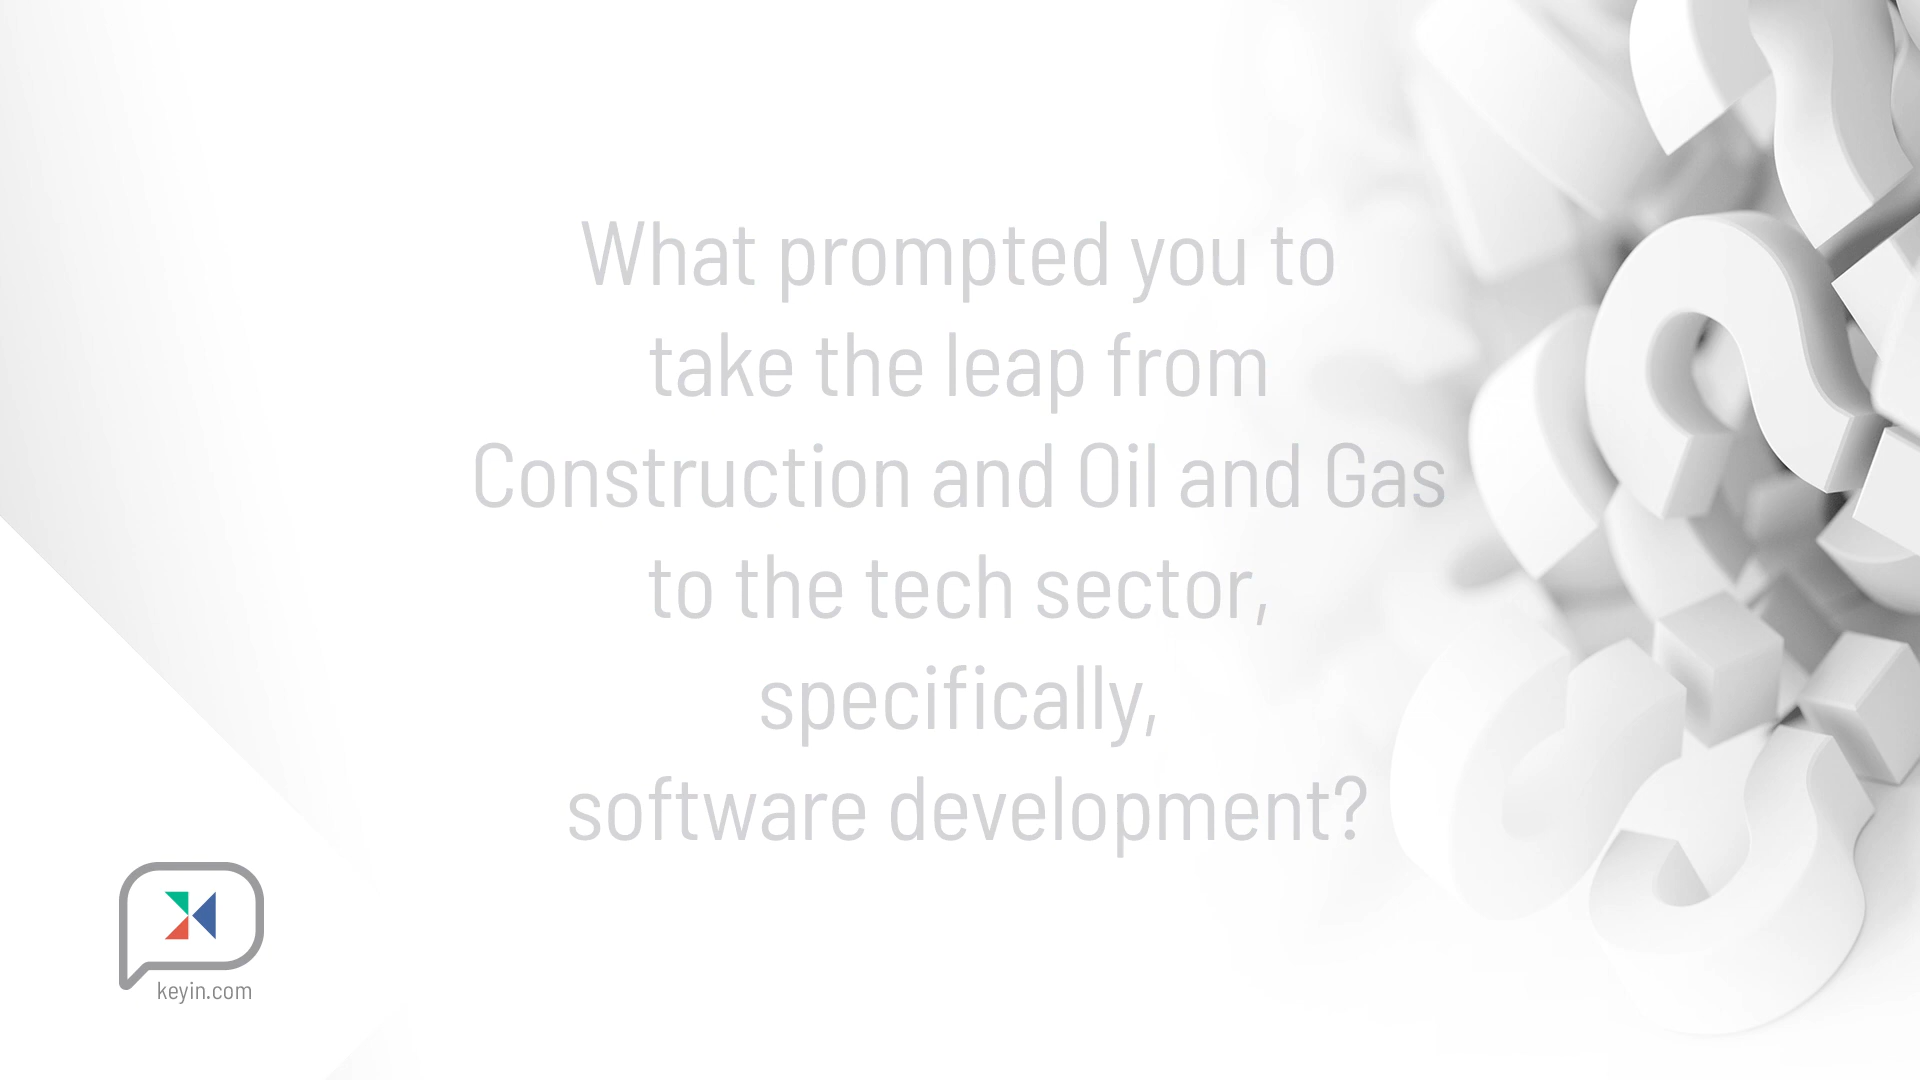 What prompted you to
take the leap from
Construction and Oil and Gas
to the tech sector,
specifically,
software development?
keyin.com